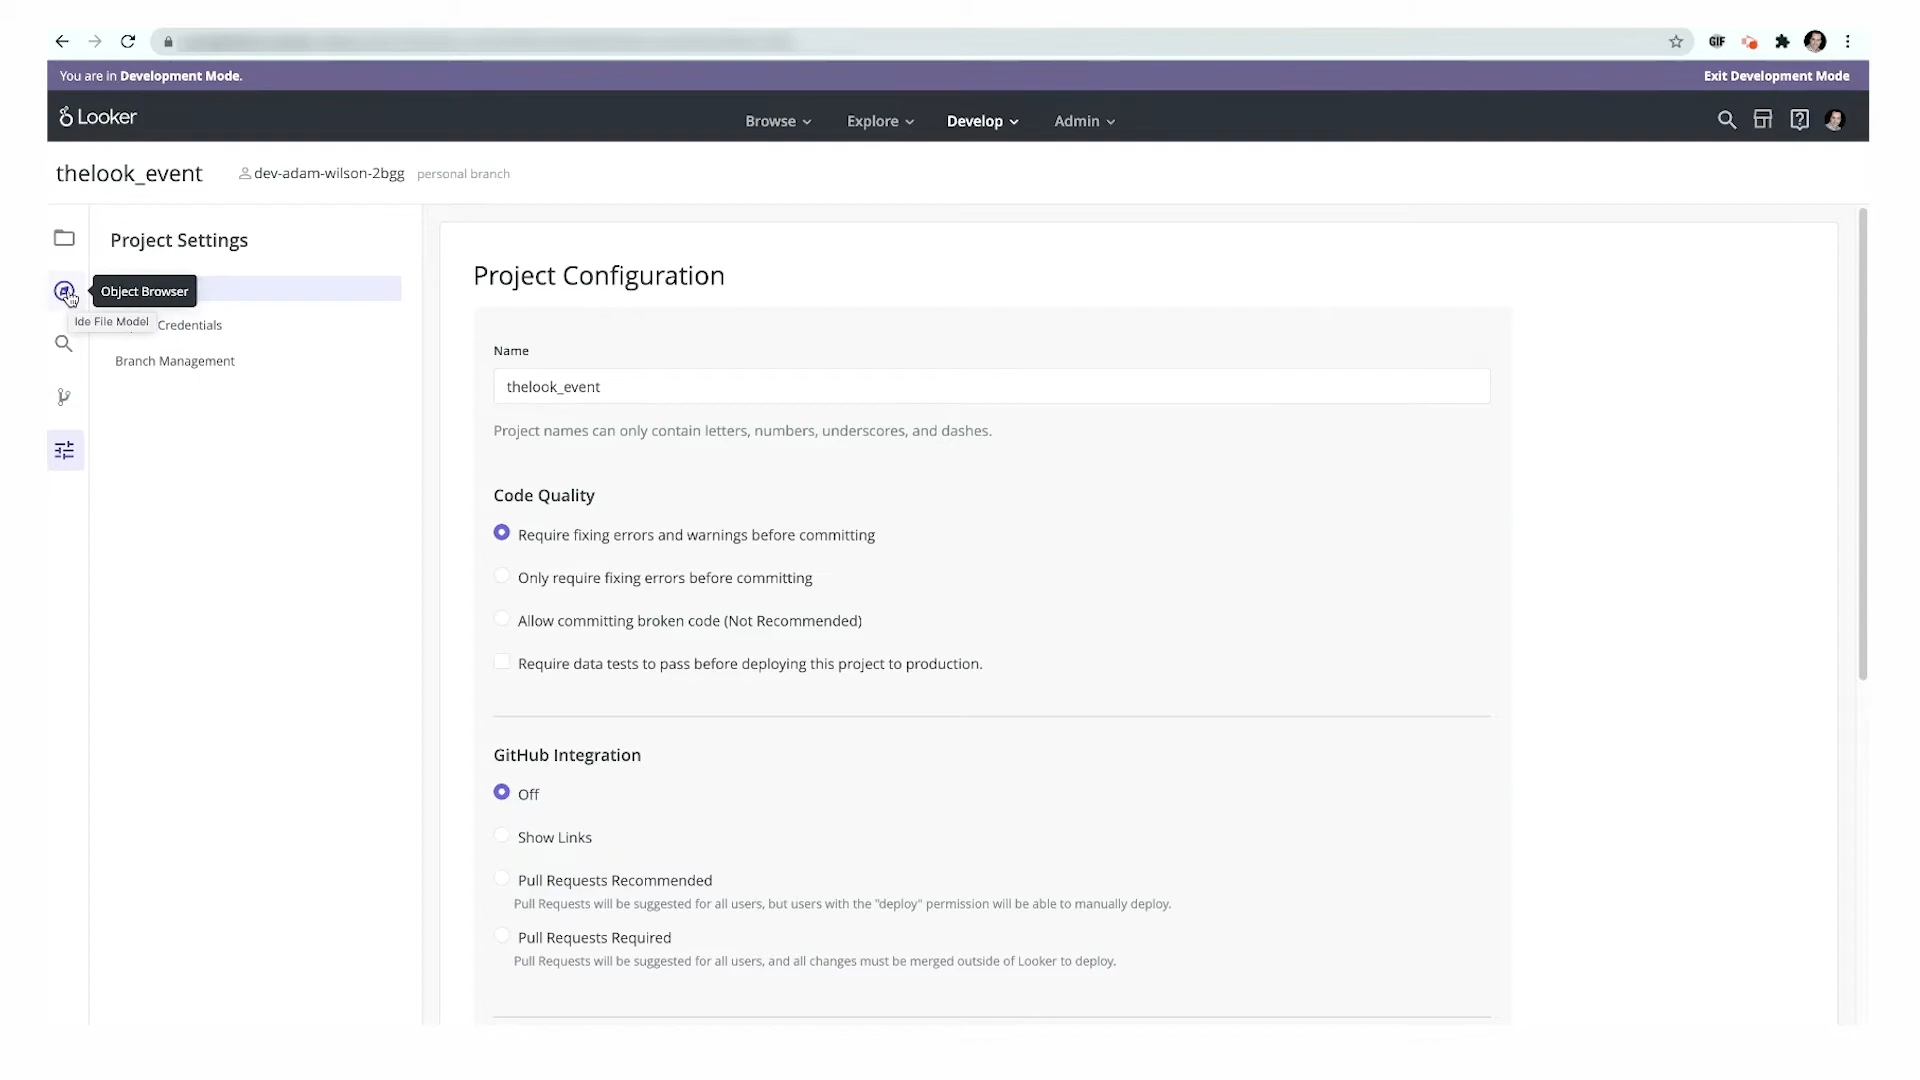 GIF
You are in Development Mode.
Exit Development Mode
Looker
Browse
Explore
Develop
Admin
thelook_event
dev-adam-wilson-2bgg
personal branch
Project Settings
Object Browser
Ide File Model
Credentials
Branch Management
Project Configuration
Name
thelook_event
Project names can only contain letters, numbers, underscores, and dashes.
Code Quality
Require fixing errors and warnings before committing
Only require fixing errors before committing
Allow committing broken code (Not Recommended)
Require data tests to pass before deploying this project to production.
GitHub Integration
Off
Show Links
Pull Requests Recommended
Pull Requests will be suggested for all users, but users with the "deploy" permission will be able to manually deploy.
Pull Requests Required
Pull Requests will be suggested for all users, and all changes must be merged outside of Looker to deploy.